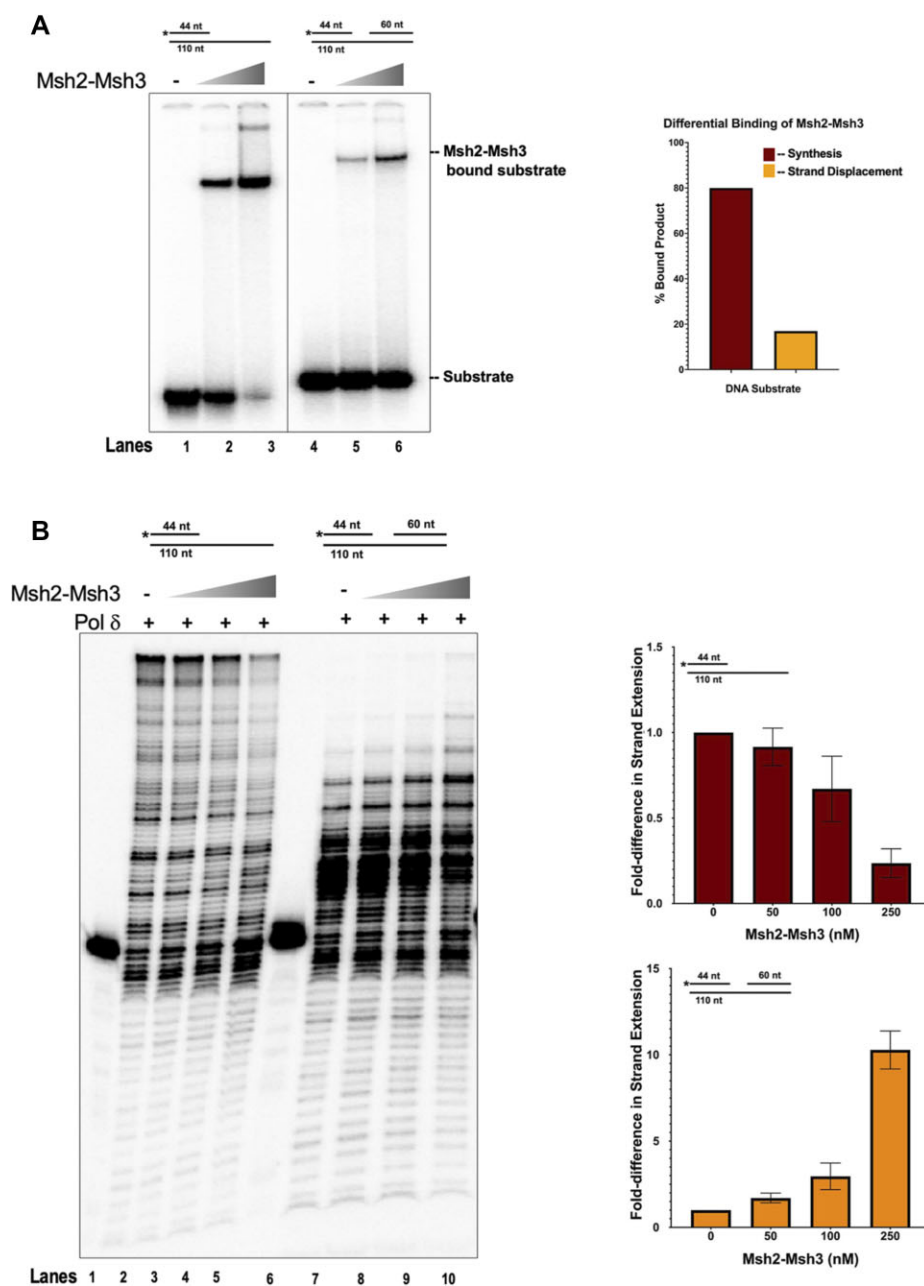 A
* 44 nt
110 nt
* 44 nt 60 nt
110 nt
Msh2-Msh3 - -
-- Msh2-Msh3
bound substrate
-- Substrate
Lanes 1 2 3 4 5 6
Differential Binding of Msh2-Msh3
-- Synthesis
-- Strand Displacement
% Bound Product
100
80
60
40
20
0
DNA Substrate
B
* 44 nt
110 nt
* 44 nt 60 nt
110 nt
Msh2-Msh3 - -
Pol δ + + + + + + + +
Lanes 1 2 3 4 5 6 7 8 9 10
Fold-difference in Strand Extension
1.5
1.0
0.5
0.0
* 44 nt
110 nt
0 50 100 250
Msh2-Msh3 (nM)
Fold-difference in Strand Extension
15
10
5
0
* 44 nt 60 nt
110 nt
0 50 100 250
Msh2-Msh3 (nM)